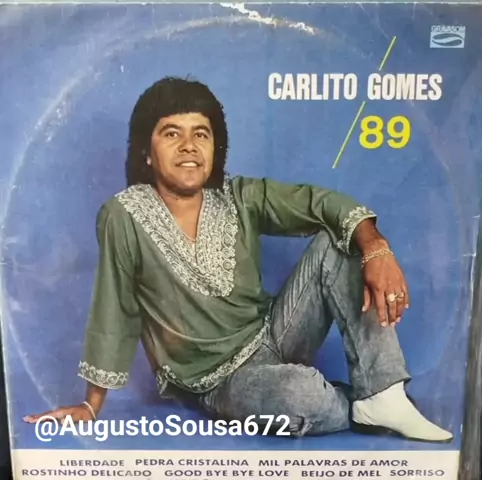 GRAVASOM
CARLITO GOMES
/89
@AugustoSousa672
LIBERDADE PEDRA CRISTALINA MIL PALAVRAS DE AMOR
ROSTINHO DELICADO GOOD BYE BYE LOVE BEIJO DE MEL SORRISO